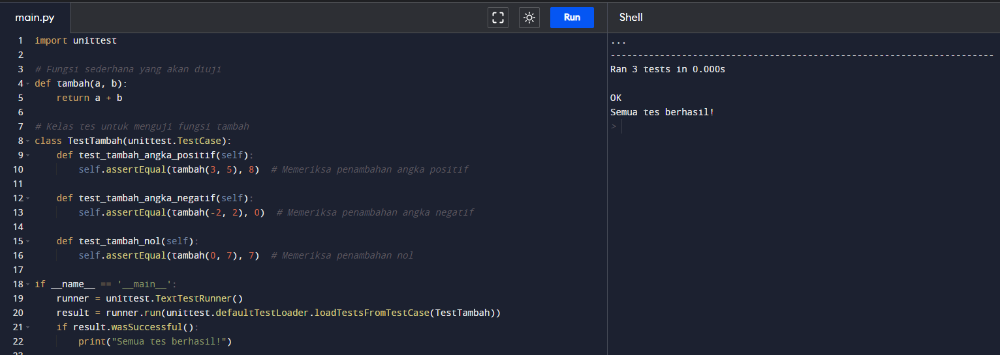 main.py
Run
Shell
1 import unittest
2
3 # Fungsi sederhana yang akan diuji
4 def tambah(a, b):
5     return a + b
6
7 # Kelas tes untuk menguji fungsi tambah
8 class TestTambah(unittest.TestCase):
9     def test_tambah_angka_positif(self):
10         self.assertEqual(tambah(3, 5), 8)  # Memeriksa penambahan angka positif
11
12     def test_tambah_angka_negatif(self):
13         self.assertEqual(tambah(-2, 2), 0)  # Memeriksa penambahan angka negatif
14
15     def test_tambah_nol(self):
16         self.assertEqual(tambah(0, 7), 7)  # Memeriksa penambahan nol
17
18 if __name__ == '__main__':
19     runner = unittest.TextTestRunner()
20     result = runner.run(unittest.defaultTestLoader.loadTestsFromTestCase(TestTambah))
21     if result.wasSuccessful():
22         print("Semua tes berhasil!")
...
----------------------------------------------------------------------
Ran 3 tests in 0.000s
OK
Semua tes berhasil!
>